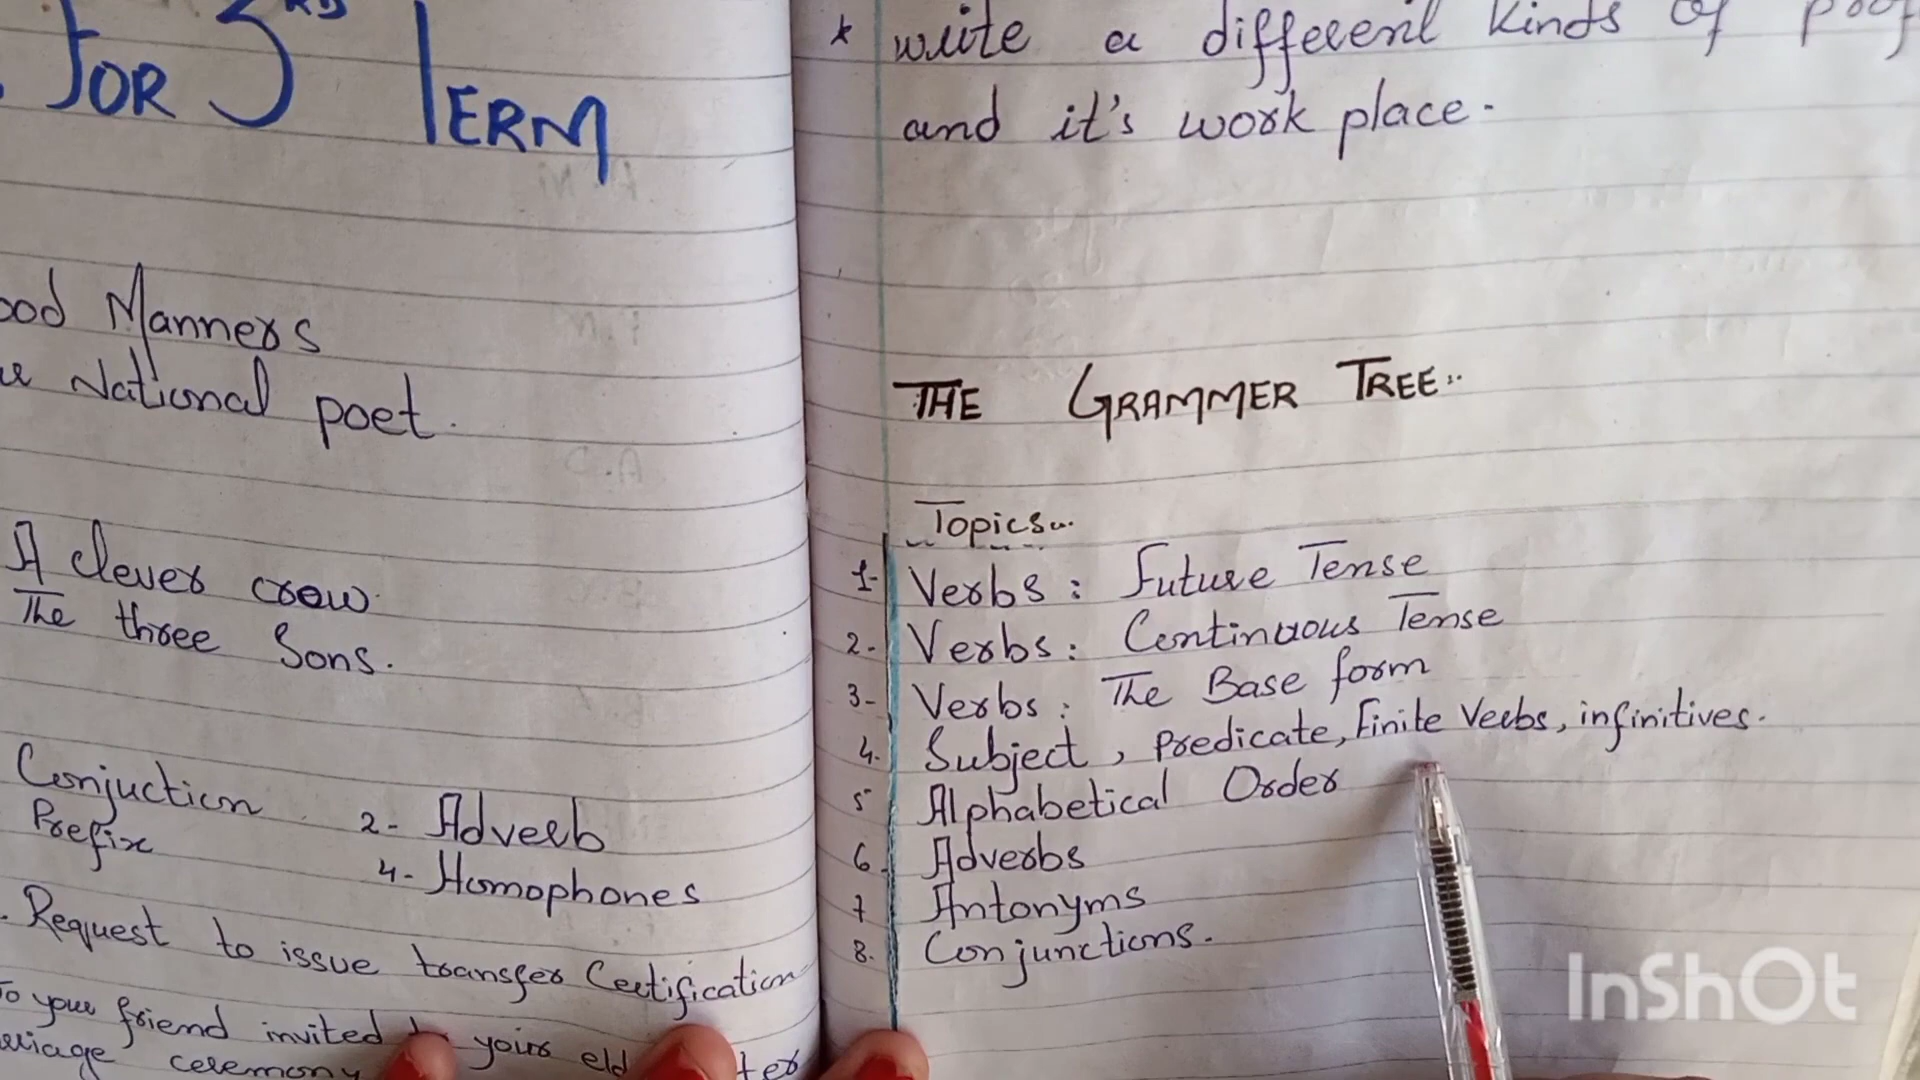 FOR 3RD TERM
Manners
National poet.
A clever crow.
The three Sons.
Conjuction 2- Adverb
Prefix 4- Homophones
Request to issue transfer Certification
your friend invited yours
ceremony
* write a different kinds of
and it's work place.
THE GRAMMER TREE..
Topics...
1- Verbs: Future Tense
2- Verbs: Continuous Tense
3- Verbs: The Base form
4. Subject, Predicate, Finite Verbs, infinitives.
5 Alphabetical Order
6. Adverbs
7 Antonyms
8. Conjunctions.
InShOt